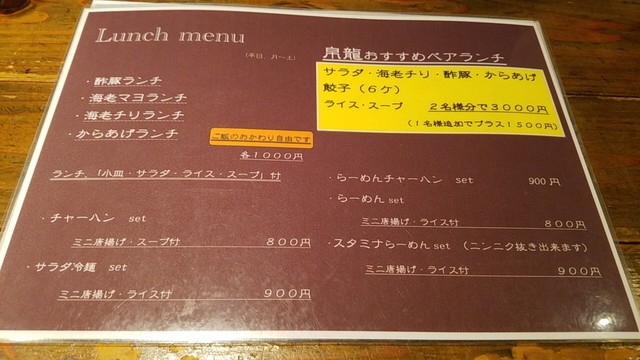 Lunch menu
(平日、月〜土)
・酢豚ランチ
・海老マヨランチ
・海老チリランチ
・からあげランチ
ご飯のおかわり自由です
各1000円
ランチ、「小皿・サラダ・ライス・スープ」付
・チャーハン set
ミニ唐揚げ・スープ付 800円
・サラダ冷麺 set
ミニ唐揚げ・ライス付 900円
龍おすすめペアランチ
サラダ・海老チリ・酢豚・からあげ
餃子(6ケ)
ライス・スープ 2名様分で3000円
(1名様追加でプラス1500円)
・らーめんチャーハン set 900円
・らーめん set
ミニ唐揚げ・ライス付 800円
・スタミナらーめん set (ニンニク抜き出来ます)
ミニ唐揚げ・ライス付 900円